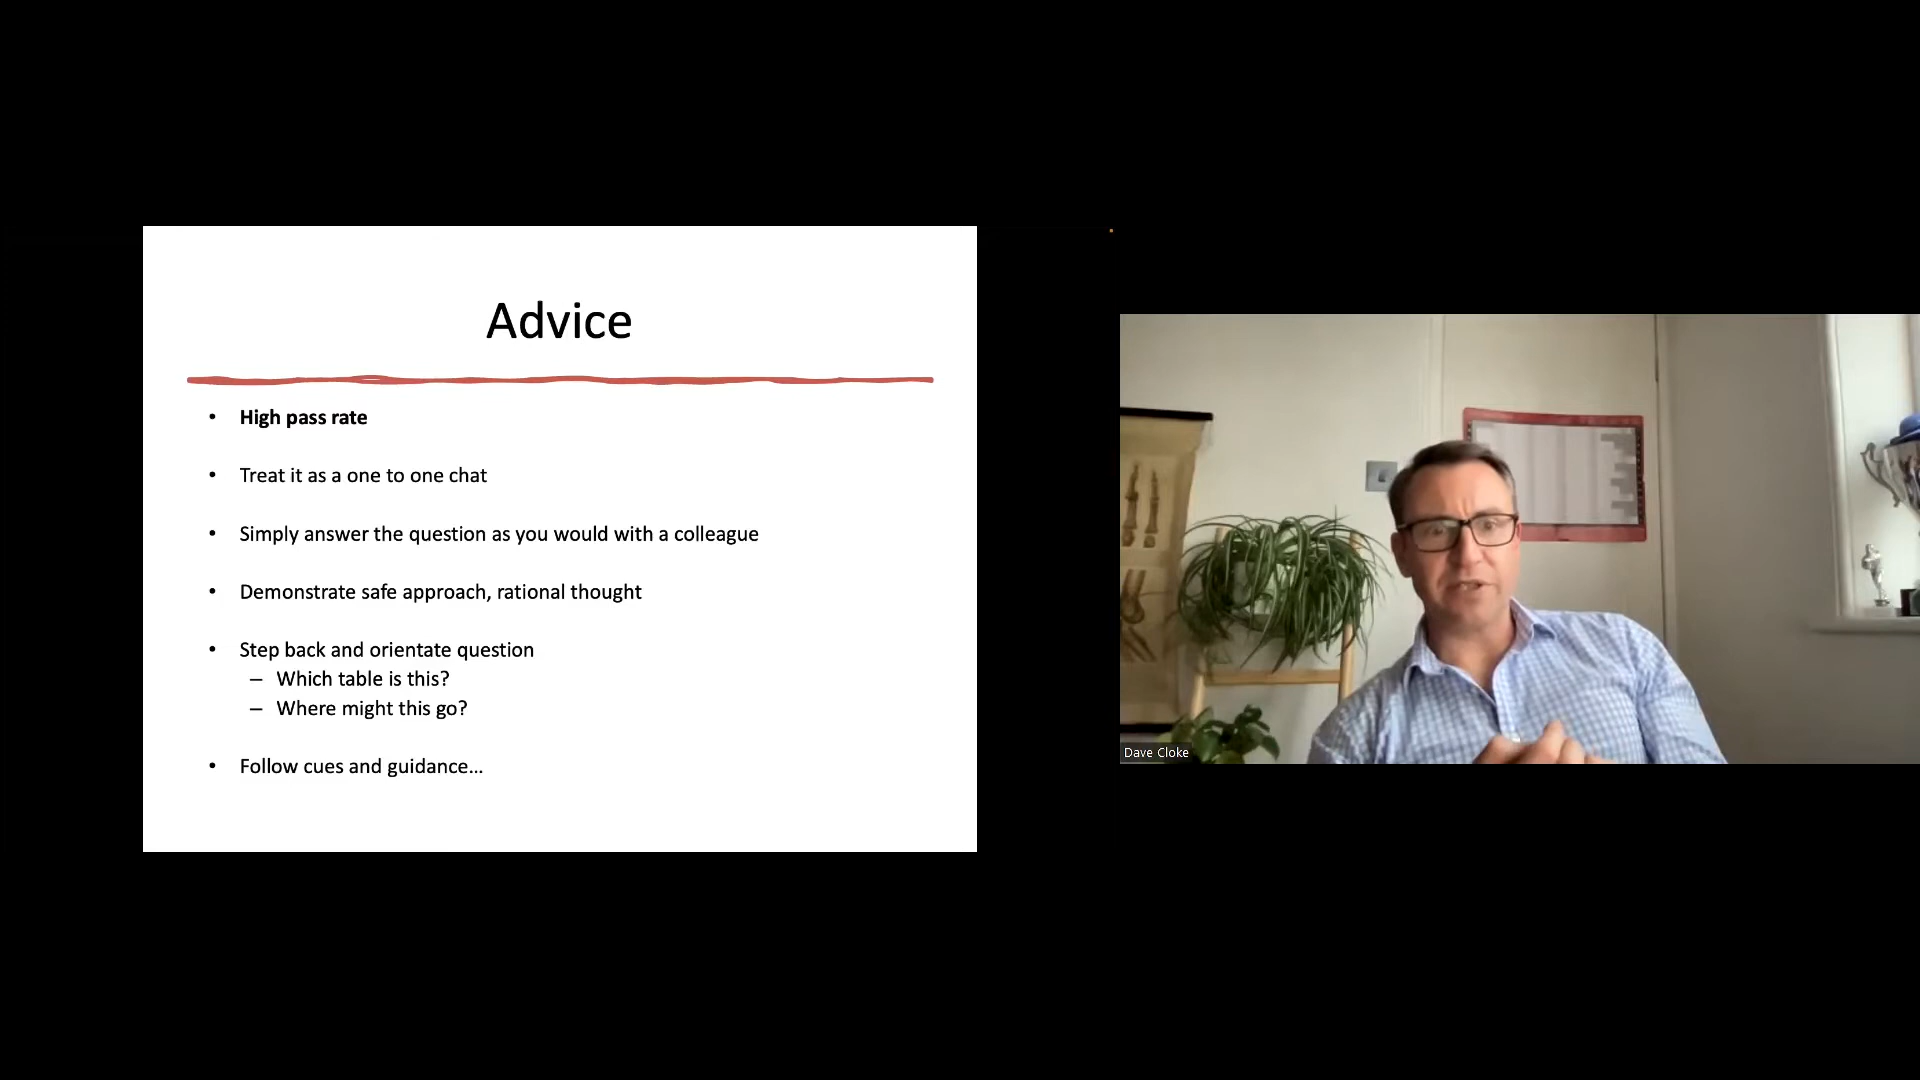 Advice
• High pass rate
• Treat it as a one to one chat
• Simply answer the question as you would with a colleague
• Demonstrate safe approach, rational thought
• Step back and orientate question
– Which table is this?
– Where might this go?
• Follow cues and guidance...
Dave Cloke